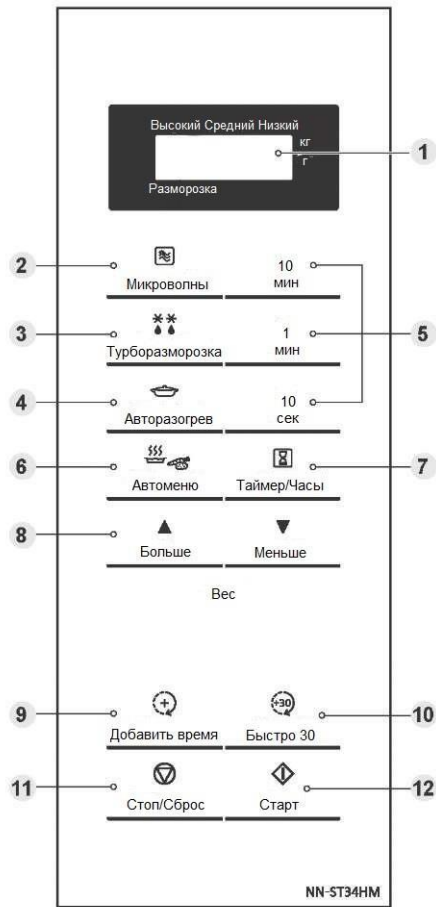 Высокий Средний Низкий
кг
г
1
Разморозка
2
Микроволны
10
мин
3
Турборазморозка
1
мин
5
4
Авторазогрев
10
сек
6
Автоменю
Таймер/Часы
7
8
Больше
Меньше
Вес
+
+30
9
Добавить время
Быстро 30
10
11
Стоп/Сброс
Старт
12
NN-ST34HM